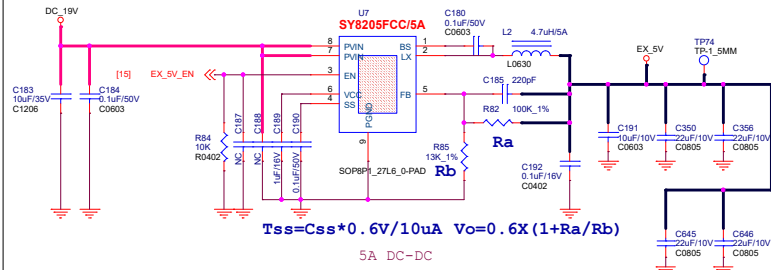 DC_19V
U7
SY8205FCC/5A
C180
0.1uF/50V
C0603
L2
4.7uH/5A
L0630
EX_5V
TP74
TP-1_5MM
8
PVIN
BS
1
7
PVIN
LX
2
[15]
EX_5V_EN
3
EN
6
VCC
FB
5
4
SS
PGND
9
C183
10uF/35V
C1206
C184
0.1uF/50V
C0603
C185
220pF
R82
100K_1%
Ra
R84
10K
R0402
C187
NC
C188
NC
C189
1uF/16V
C190
0.1uF/50V
SOP8P1_27L6_0-PAD
R85
13K_1%
Rb
C192
0.1uF/16V
C0402
C191
10uF/10V
C0603
C350
22uF/10V
C0805
C356
22uF/10V
C0805
Tss=Css*0.6V/10uA Vo=0.6X(1+Ra/Rb)
5A DC-DC
C645
22uF/10V
C0805
C646
22uF/10V
C0805